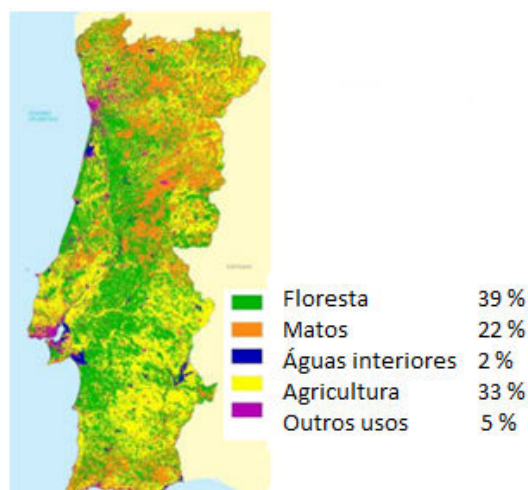 Floresta 39 %
Matos 22 %
Águas interiores 2 %
Agricultura 33 %
Outros usos 5 %